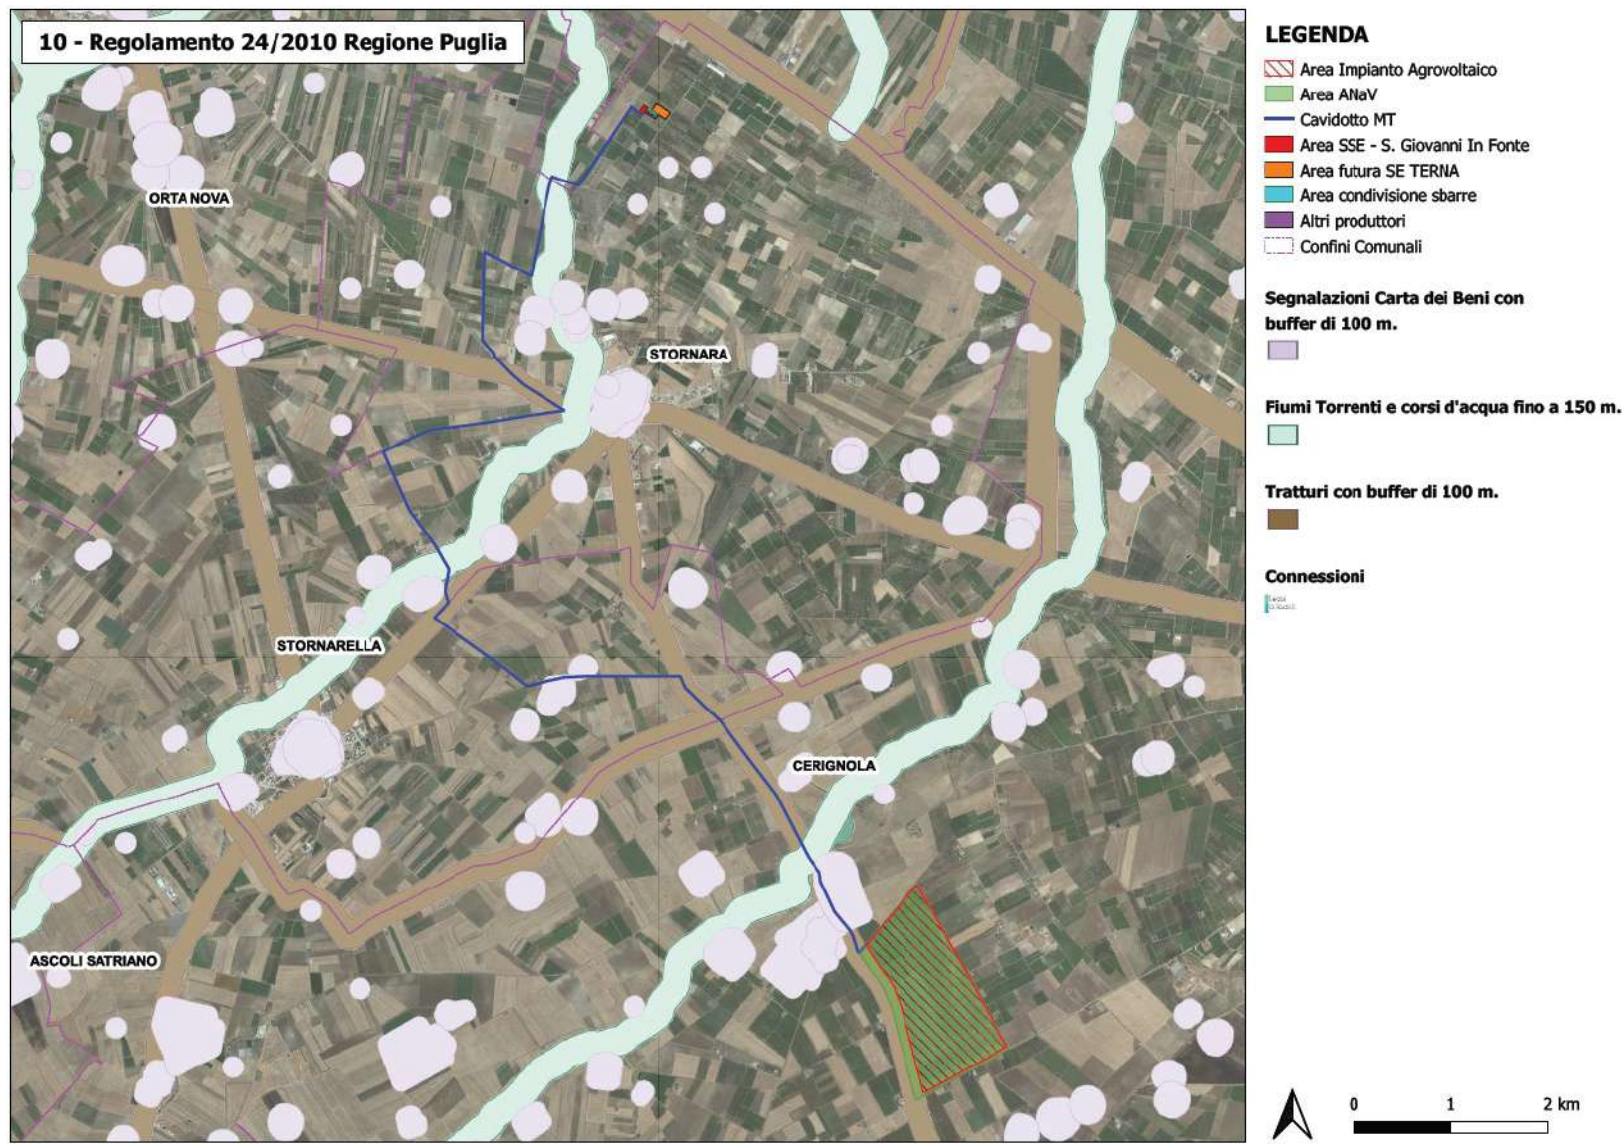 10 - Regolamento 24/2010 Regione Puglia
ORTA NOVA
STORNARA
STORNARELLA
CERIGNOLA
ASCOLI SATRIANO
LEGENDA
Area Impianto Agrovoltaico
Area ANaV
Cavidotto MT
Area SSE - S. Giovanni In Fonte
Area futura SE TERNA
Area condivisione sbarre
Altri produttori
Confini Comunali
Segnalazioni Carta dei Beni con
buffer di 100 m.
Fiumi Torrenti e corsi d'acqua fino a 150 m.
Tratturi con buffer di 100 m.
Connessioni
0 1 2 km